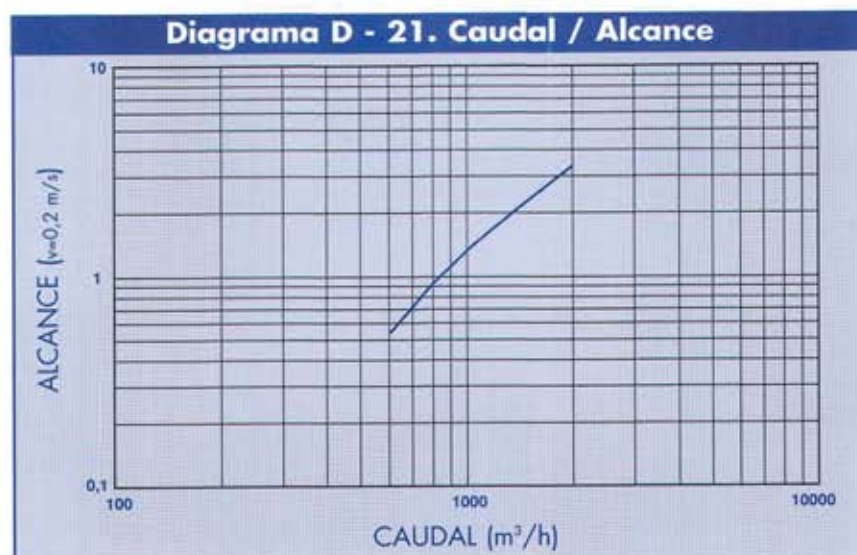 Diagrama D - 21. Caudal / Alcance
10
1
0,1
ALCANCE (v=0,2 m/s)
100
1000
10000
CAUDAL (m³/h)